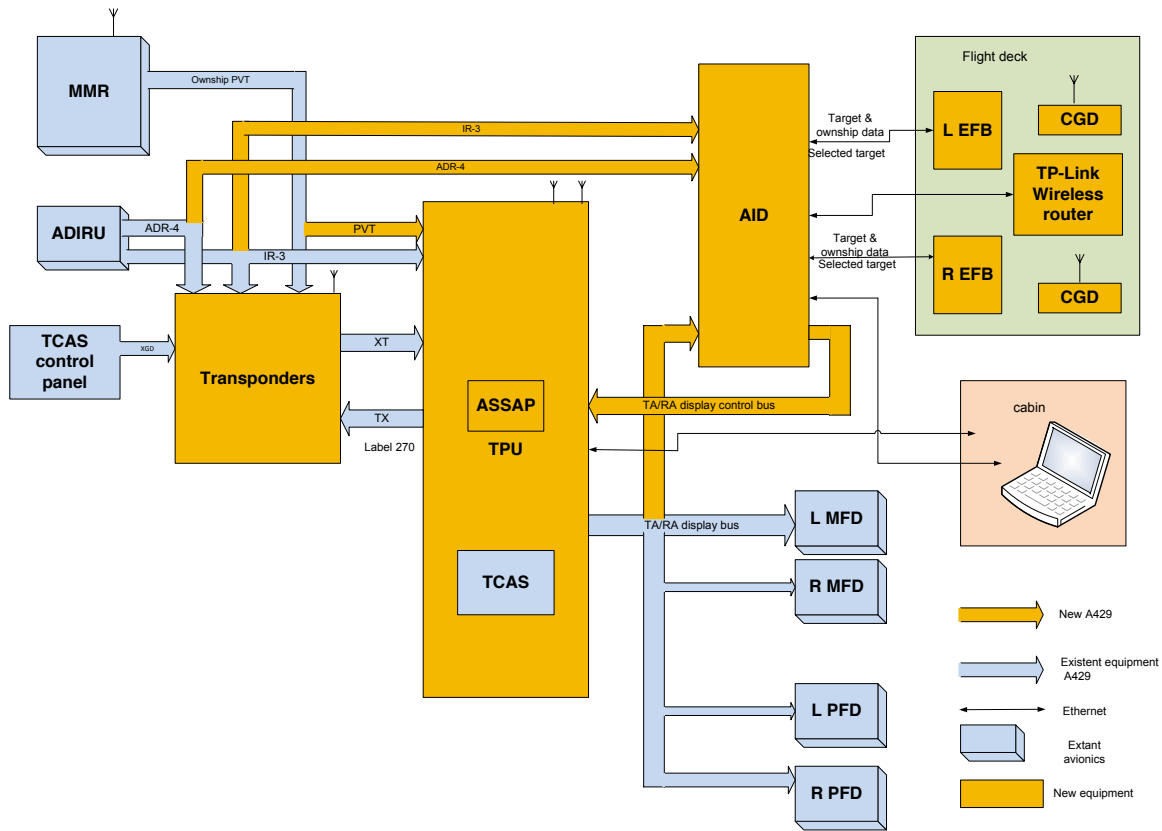 MMR
Ownship PVT
ADIRU
ADR-4
IR-3
IR-3
ADR-4
PVT
TCAS
control
panel
XGD
Transponders
XT
TX
Label 270
ASSAP
TPU
TCAS
AID
TA/RA display control bus
TA/RA display bus
Target &
ownship data
Selected target
Target &
ownship data
Selected target
Flight deck
L EFB
CGD
TP-Link
Wireless
router
R EFB
CGD
cabin
L MFD
R MFD
L PFD
R PFD
New A429
Existent equipment
A429
Ethernet
Extant
avionics
New equipment